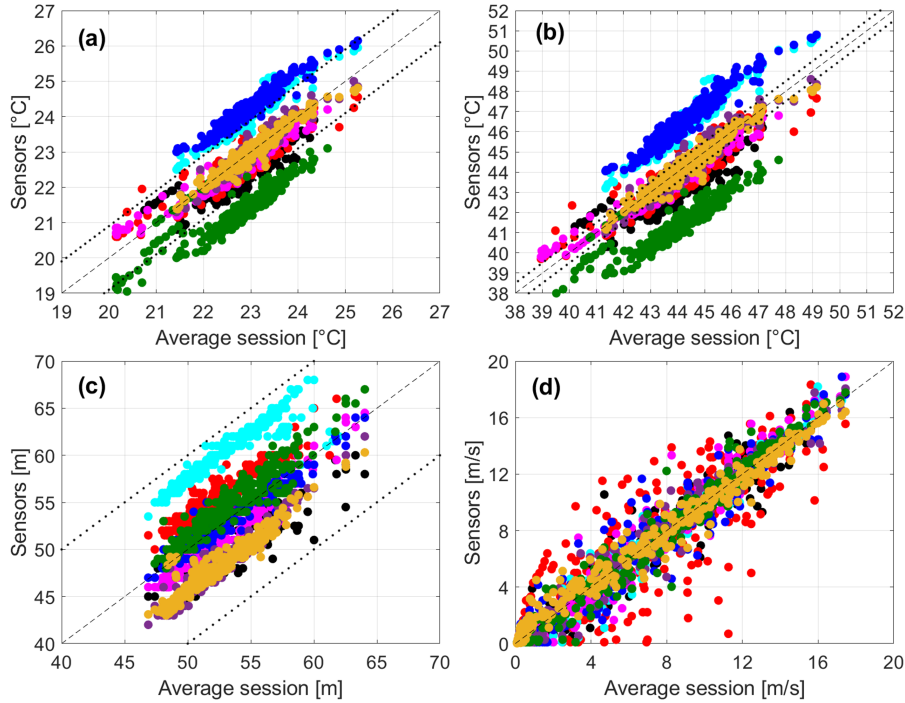 (a)
27
26
25
24
23
22
21
20
19
Sensors [°C]
19 20 21 22 23 24 25 26 27
Average session [°C]
(b)
52
51
50
49
48
47
46
45
44
43
42
41
40
39
38
Sensors [°C]
38 39 40 41 42 43 44 45 46 47 48 49 50 51 52
Average session [°C]
(c)
70
65
60
55
50
45
40
Sensors [m]
40 45 50 55 60 65 70
Average session [m]
(d)
20
16
12
8
4
0
Sensors [m/s]
0 4 8 12 16 20
Average session [m/s]